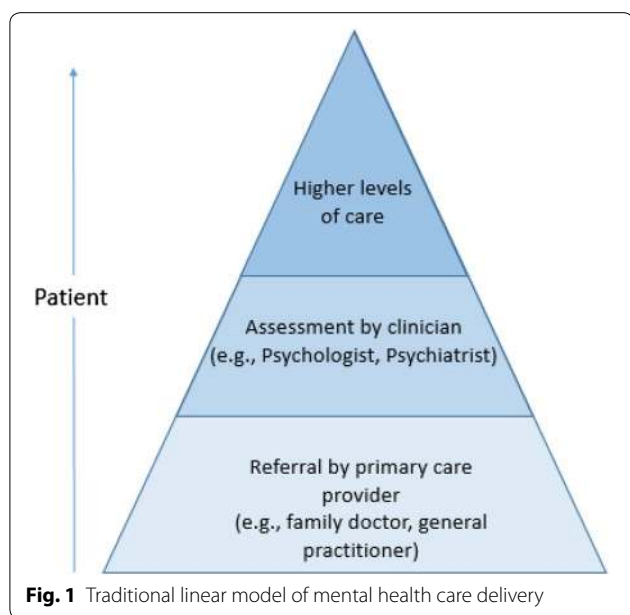 Higher levels
of care
Patient
Assessment by clinician
(e.g., Psychologist, Psychiatrist)
Referral by primary care
provider
(e.g., family doctor, general
practitioner)
Fig. 1 Traditional linear model of mental health care delivery